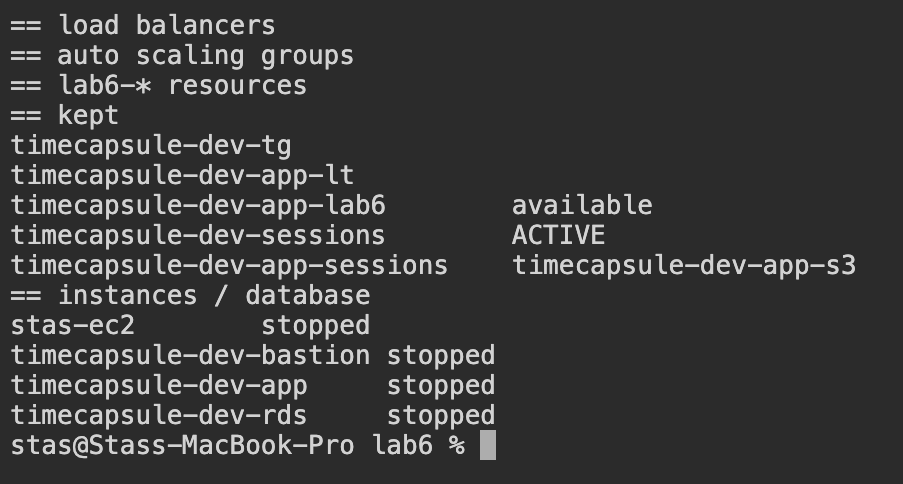 == load balancers
== auto scaling groups
== lab6-* resources
== kept
timecapsule-dev-tg
timecapsule-dev-app-lt
timecapsule-dev-app-lab6        available
timecapsule-dev-sessions        ACTIVE
timecapsule-dev-app-sessions    timecapsule-dev-app-s3
== instances / database
stas-ec2        stopped
timecapsule-dev-bastion stopped
timecapsule-dev-app     stopped
timecapsule-dev-rds     stopped
stas@Stass-MacBook-Pro lab6 %